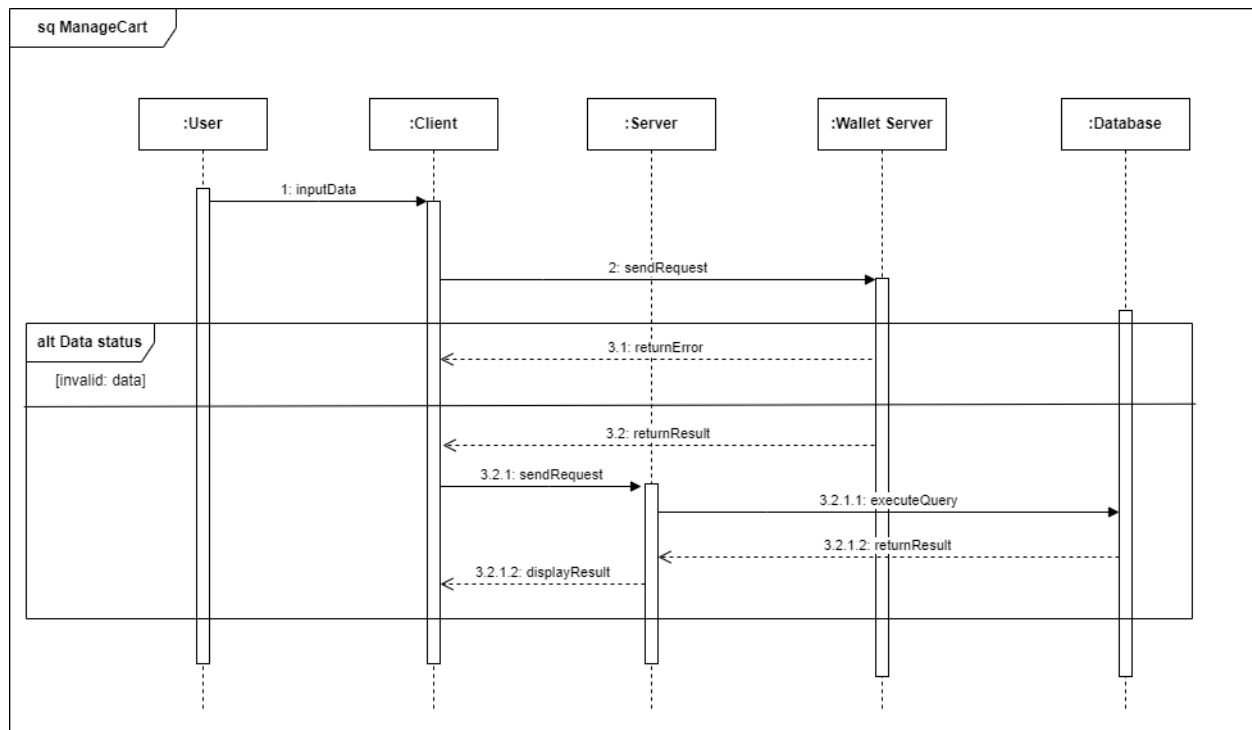 sq ManageCart
:User
:Client
:Server
:Wallet Server
:Database
1: inputData
2: sendRequest
alt Data status
3.1: returnError
[invalid: data]
3.2: returnResult
3.2.1: sendRequest
3.2.1.1: executeQuery
3.2.1.2: returnResult
3.2.1.2: displayResult